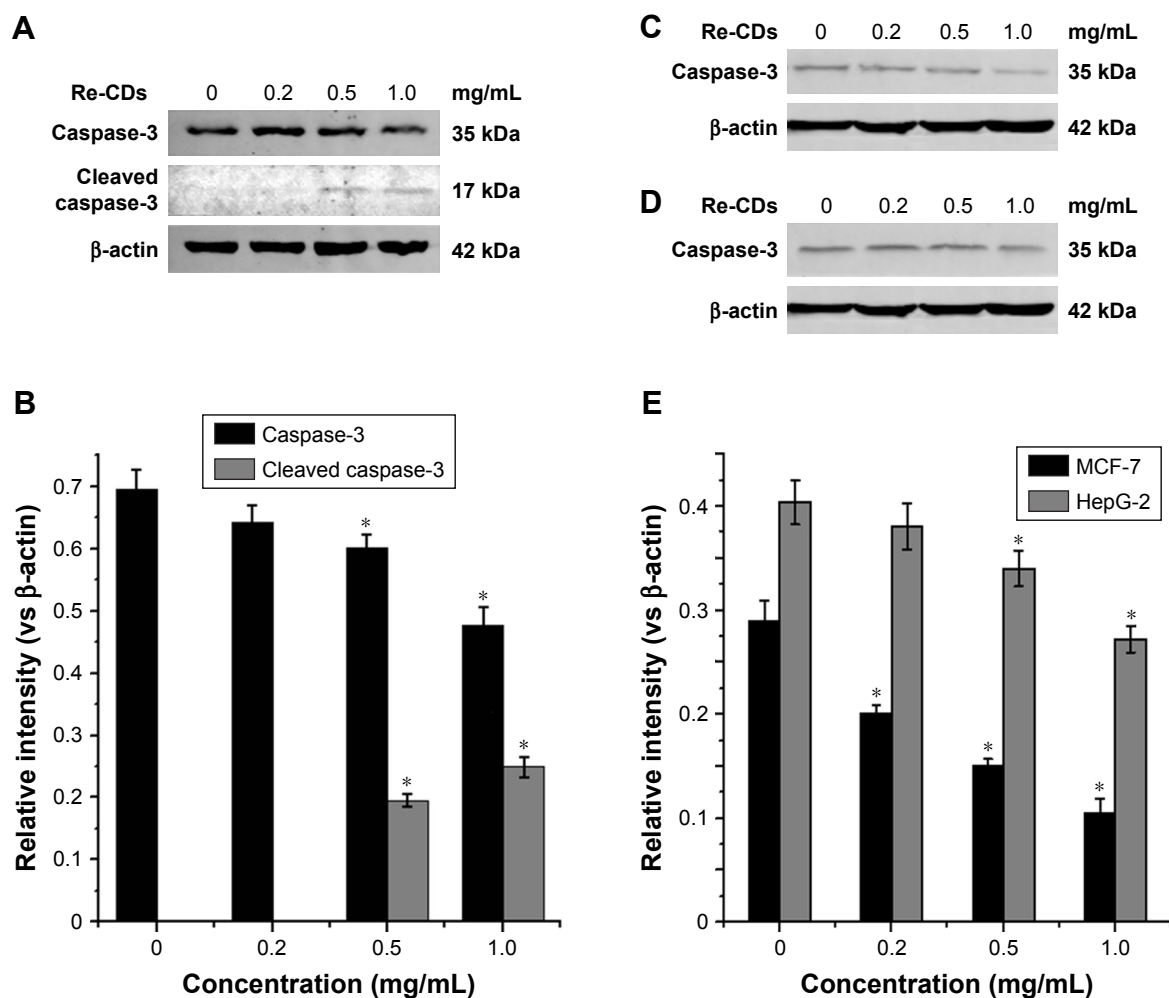 A
Re-CDs 0 0.2 0.5 1.0 mg/mL
Caspase-3 35 kDa
Cleaved
caspase-3 17 kDa
β-actin 42 kDa
C
Re-CDs 0 0.2 0.5 1.0 mg/mL
Caspase-3 35 kDa
β-actin 42 kDa
D
Re-CDs 0 0.2 0.5 1.0 mg/mL
Caspase-3 35 kDa
β-actin 42 kDa
B
Caspase-3
Cleaved caspase-3
Relative intensity (vs β-actin)
0.7
0.6
0.5
0.4
0.3
0.2
0.1
0
* * * *
0 0.2 0.5 1.0
Concentration (mg/mL)
E
MCF-7
HepG-2
Relative intensity (vs β-actin)
0.4
0.3
0.2
0.1
0
* * * * *
0 0.2 0.5 1.0
Concentration (mg/mL)